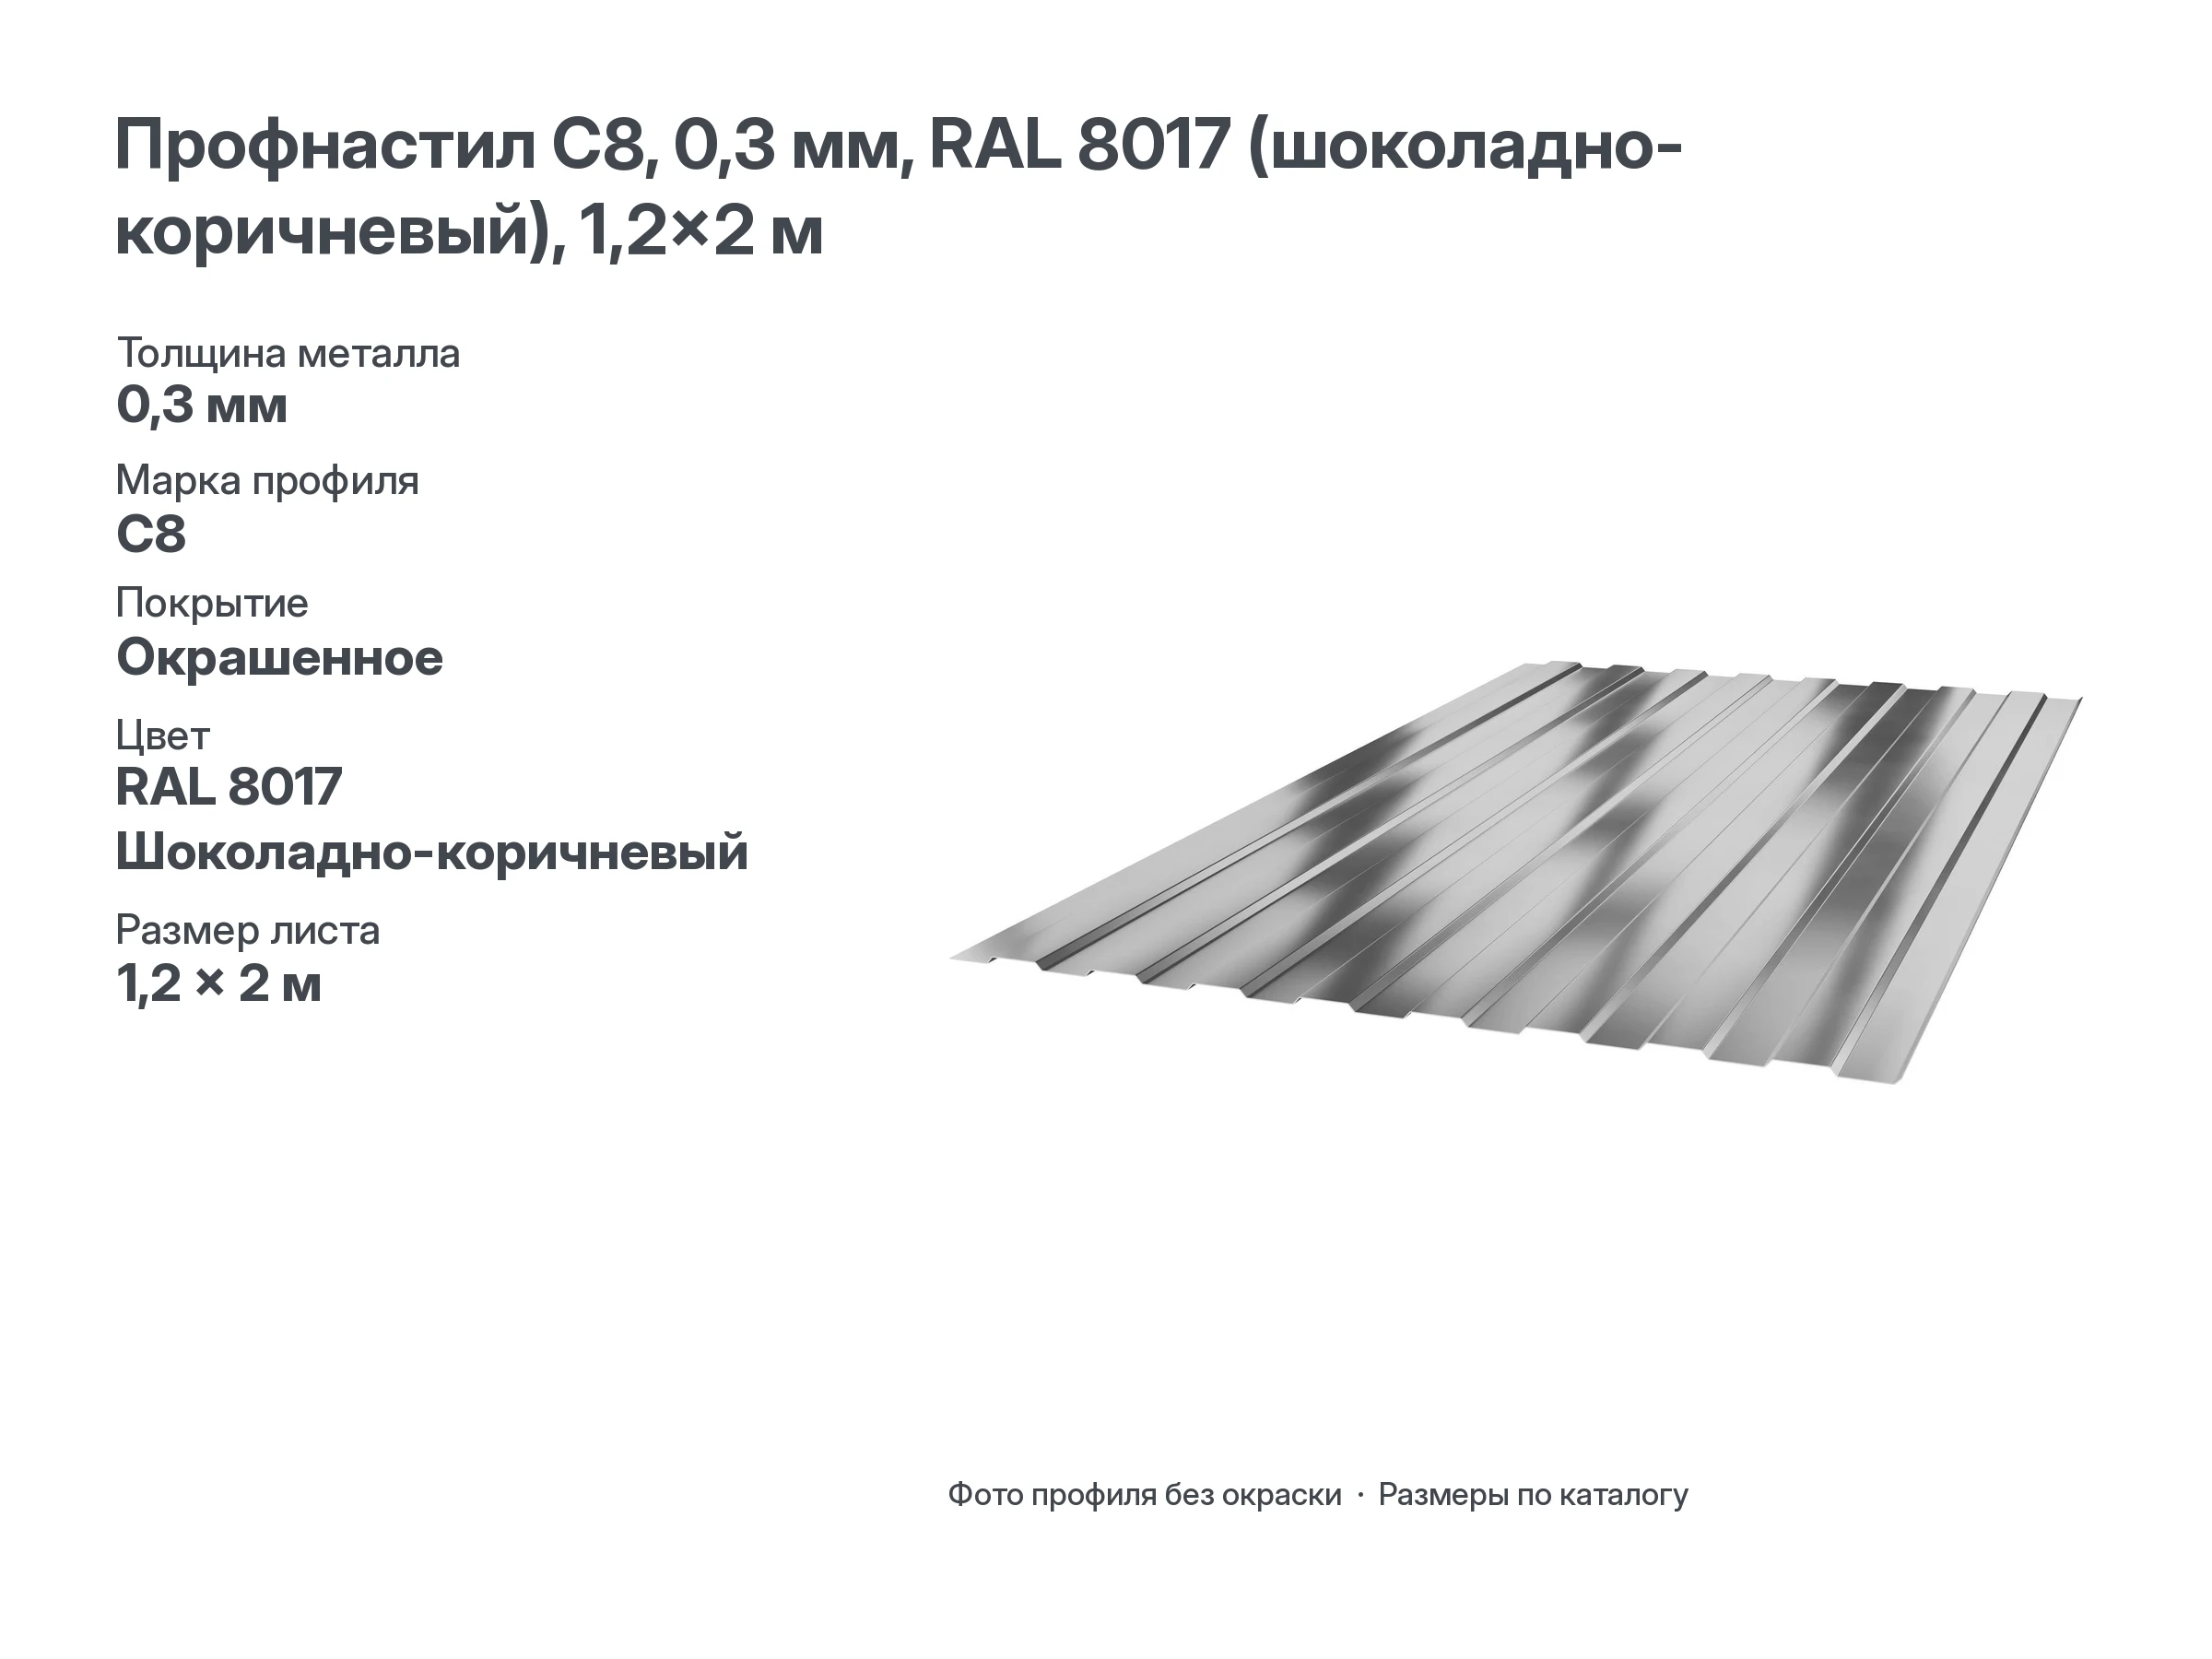 Профнастил С8, 0,3 мм, RAL 8017 (шоколадно-
коричневый), 1,2×2 м
Толщина металла
0,3 мм
Марка профиля
С8
Покрытие
Окрашенное
Цвет
RAL 8017
Шоколадно-коричневый
Размер листа
1,2 × 2 м
Фото профиля без окраски · Размеры по каталогу